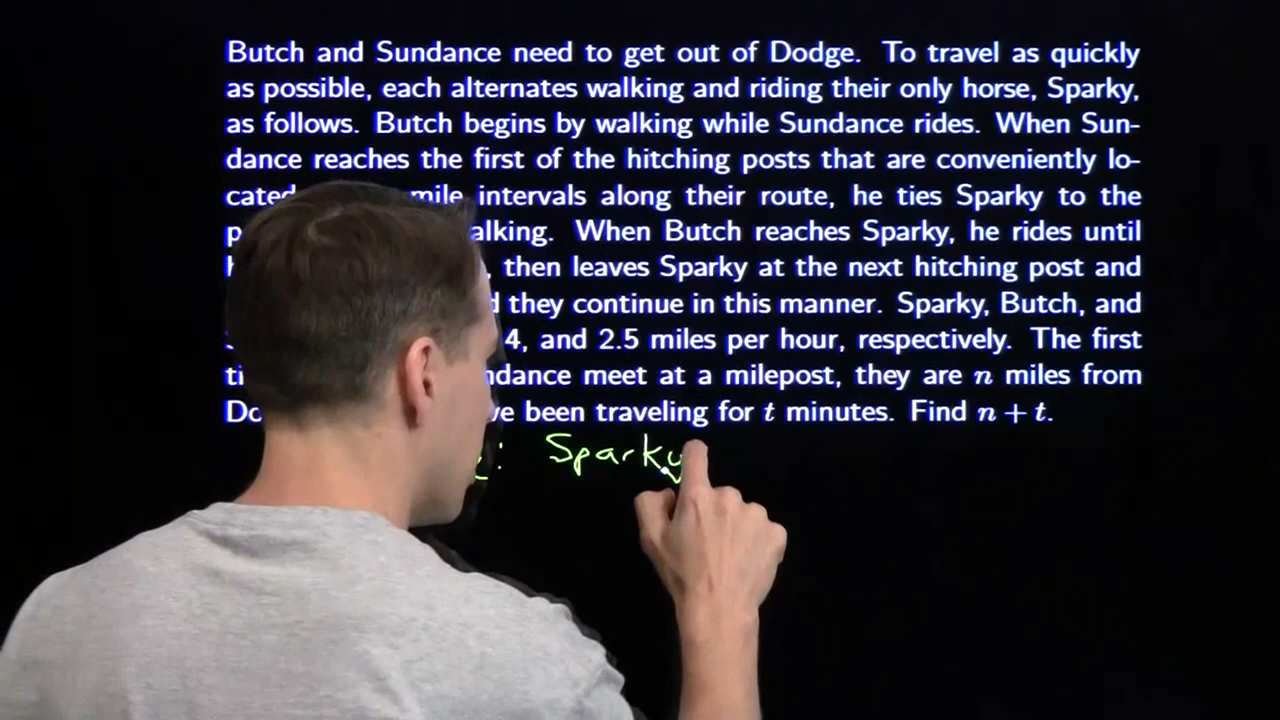 Butch and Sundance need to get out of Dodge. To travel as quickly
as possible, each alternates walking and riding their only horse, Sparky,
as follows. Butch begins by walking while Sundance rides. When Sun-
dance reaches the first of the hitching posts that are conveniently lo-
cated mile intervals along their route, he ties Sparky to the
alking. When Butch reaches Sparky, he rides until
, then leaves Sparky at the next hitching post and
they continue in this manner. Sparky, Butch, and
4, and 2.5 miles per hour, respectively. The first
ndance meet at a milepost, they are n miles from
Do ve been traveling for t minutes. Find n + t.
: Sparky